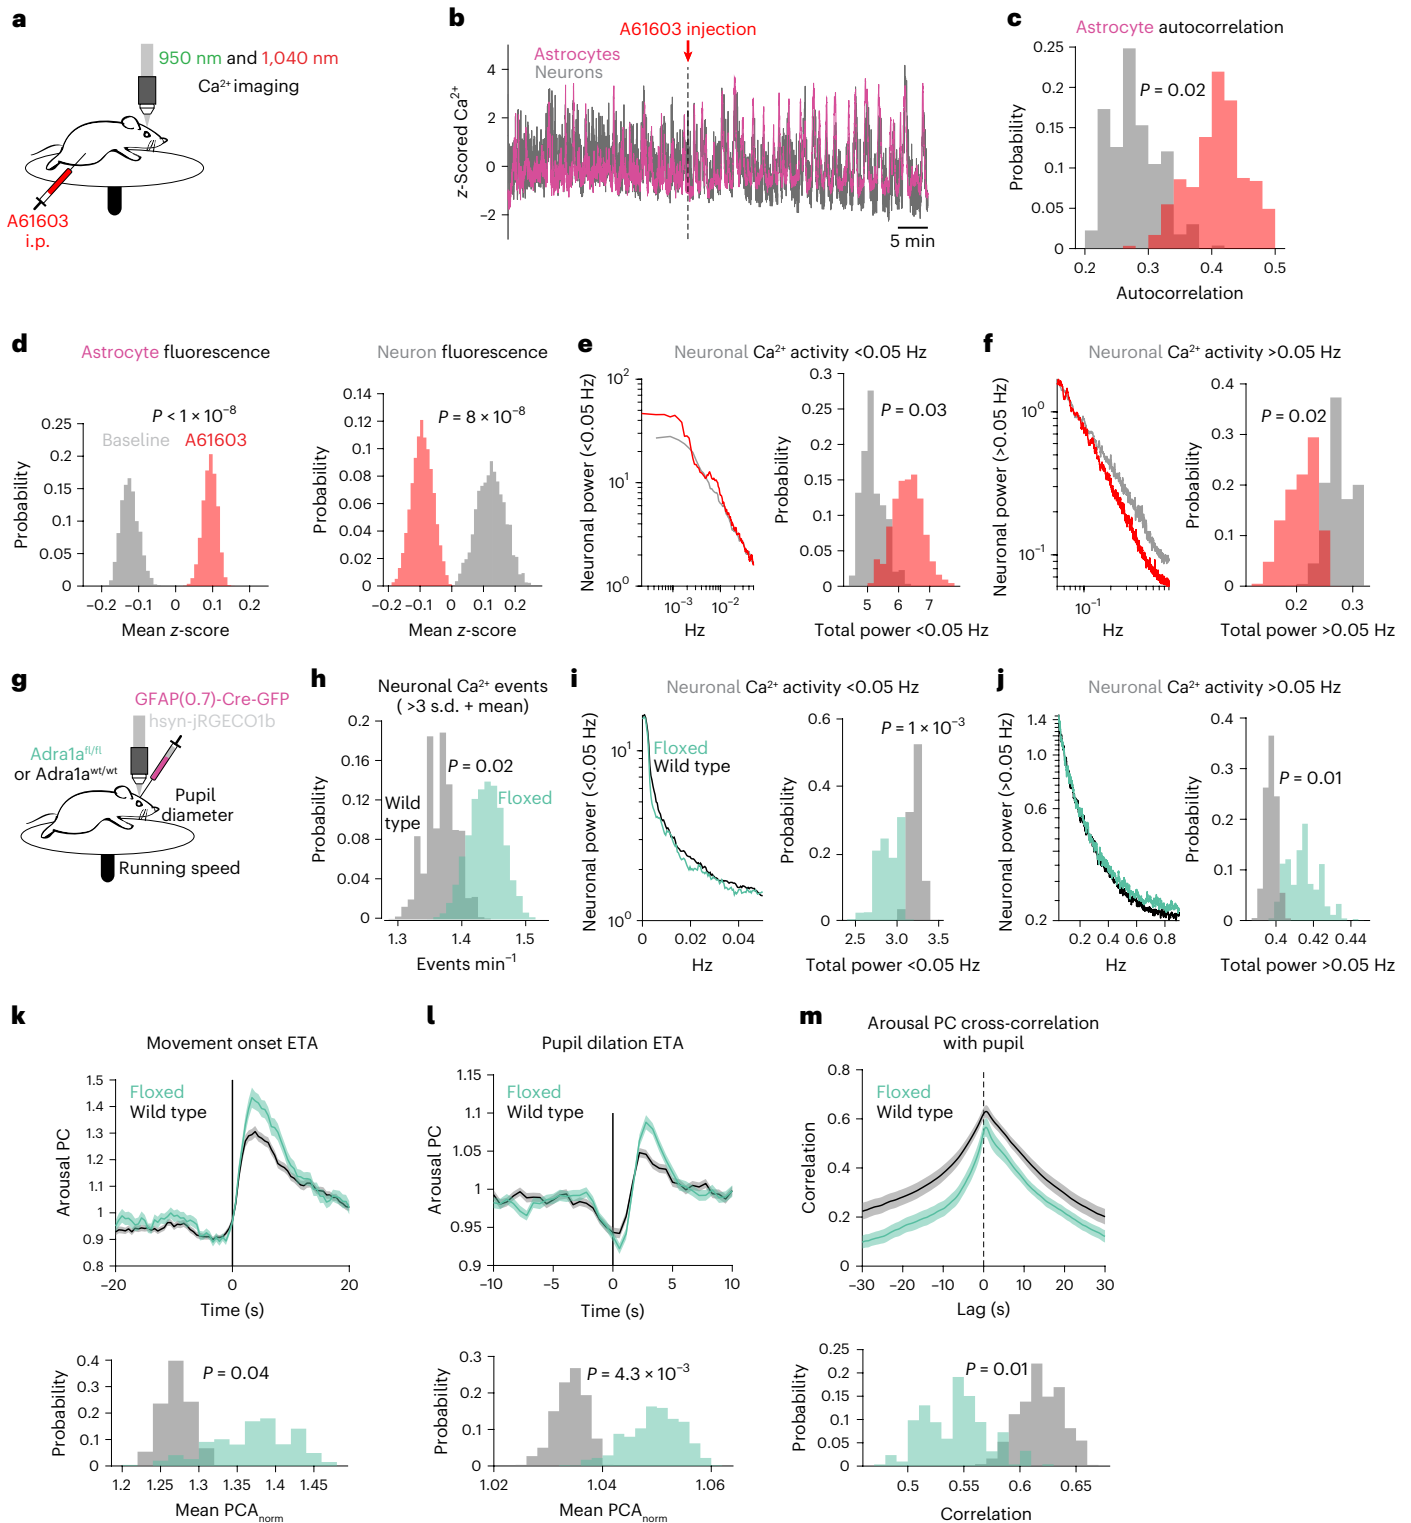 a
950 nm and 1,040 nm
Ca²⁺ imaging
A61603
i.p.
b
A61603 injection
Astrocytes
Neurons
z-Scored Ca²⁺
4
2
0
−2
5 min
c
Astrocyte autocorrelation
P = 0.02
Probability
0.25
0.20
0.15
0.10
0.05
0
0.2 0.3 0.4 0.5
Autocorrelation
d
Astrocyte fluorescence
P < 1 × 10⁻⁸
Baseline A61603
Probability
0.25
0.20
0.15
0.10
0.05
0
−0.2 −0.1 0 0.1 0.2
Mean z-score
Neuron fluorescence
P = 8 × 10⁻⁸
Probability
0.14
0.12
0.10
0.08
0.06
0.04
0.02
0
−0.2 −0.1 0 0.1 0.2
Mean z-score
e
Neuronal Ca²⁺ activity <0.05 Hz
Neuronal power (<0.05 Hz)
10²
10¹
10⁰
10⁻³ 10⁻²
Hz
P = 0.03
Probability
0.3
0.25
0.20
0.15
0.10
0.05
0
5 6 7
Total power <0.05 Hz
f
Neuronal Ca²⁺ activity >0.05 Hz
Neuronal power (>0.05 Hz)
10⁰
10⁻¹
10⁻¹
Hz
P = 0.02
Probability
0.4
0.3
0.2
0.1
0
0.2 0.3
Total power >0.05 Hz
g
GFAP(0.7)-Cre-GFP
hsyn-jRGECO1b
Adra1a^fl/fl
or Adra1a^wt/wt
Pupil
diameter
Running speed
h
Neuronal Ca²⁺ events
( >3 s.d. + mean)
P = 0.02
Wild
type
Floxed
Probability
0.2
0.16
0.12
0.08
0.04
0
1.3 1.4 1.5
Events min⁻¹
i
Neuronal Ca²⁺ activity <0.05 Hz
Floxed
Wild type
Neuronal power (<0.05 Hz)
10¹
10⁰
0 0.02 0.04
Hz
P = 1 × 10⁻³
Probability
0.6
0.4
0.2
0
2.5 3.0 3.5
Total power <0.05 Hz
j
Neuronal Ca²⁺ activity >0.05 Hz
Neuronal power (>0.05 Hz)
1.4
1.0
0.6
0.2
0.2 0.4 0.6 0.8
Hz
P = 0.01
Probability
0.4
0.3
0.2
0.1
0
0.4 0.42 0.44
Total power >0.05 Hz
k
Movement onset ETA
Floxed
Wild type
Arousal PC
1.5
1.4
1.3
1.2
1.1
1
0.9
0.8
−20 0 20
Time (s)
P = 0.04
Probability
0.4
0.3
0.2
0.1
0
1.2 1.25 1.35 1.4 1.45
Mean PCA_norm
l
Pupil dilation ETA
Floxed
Wild type
Arousal PC
1.15
1.10
1.05
1
0.95
0.9
−10 −5 0 5 10
Time (s)
P = 4.3 × 10⁻³
Probability
0.3
0.2
0.1
0
1.02 1.04 1.06
Mean PCA_norm
m
Arousal PC cross-correlation
with pupil
Floxed
Wild type
Correlation
0.8
0.6
0.4
0.2
0
−30 −20 −10 0 10 20 30
Lag (s)
P = 0.01
Probability
0.25
0.20
0.15
0.10
0.05
0
0.5 0.55 0.6 0.65
Correlation